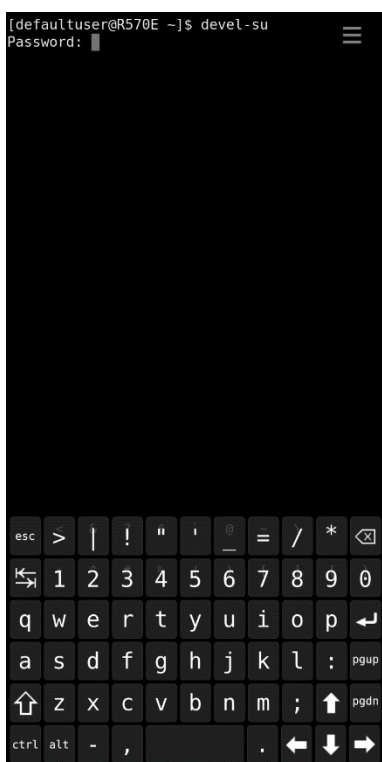 [defaultuser@R570E ~]$ devel-su
Password:
esc > | ! " ' _ = / *
1 2 3 4 5 6 7 8 9 0
q w e r t y u i o p
a s d f g h j k l : pgup
z x c v b n m ; pgdn
ctrl alt - , .